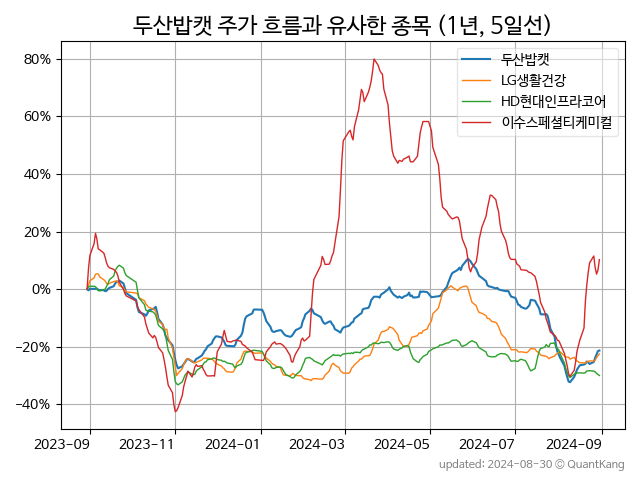 두산밥캣 주가 흐름과 유사한 종목 (1년, 5일선)
두산밥캣
LG생활건강
HD현대인프라코어
이수스페셜티케미컬
80%
60%
40%
20%
0%
−20%
−40%
2023-09
2023-11
2024-01
2024-03
2024-05
2024-07
2024-09
updated: 2024-08-30 © QuantKang